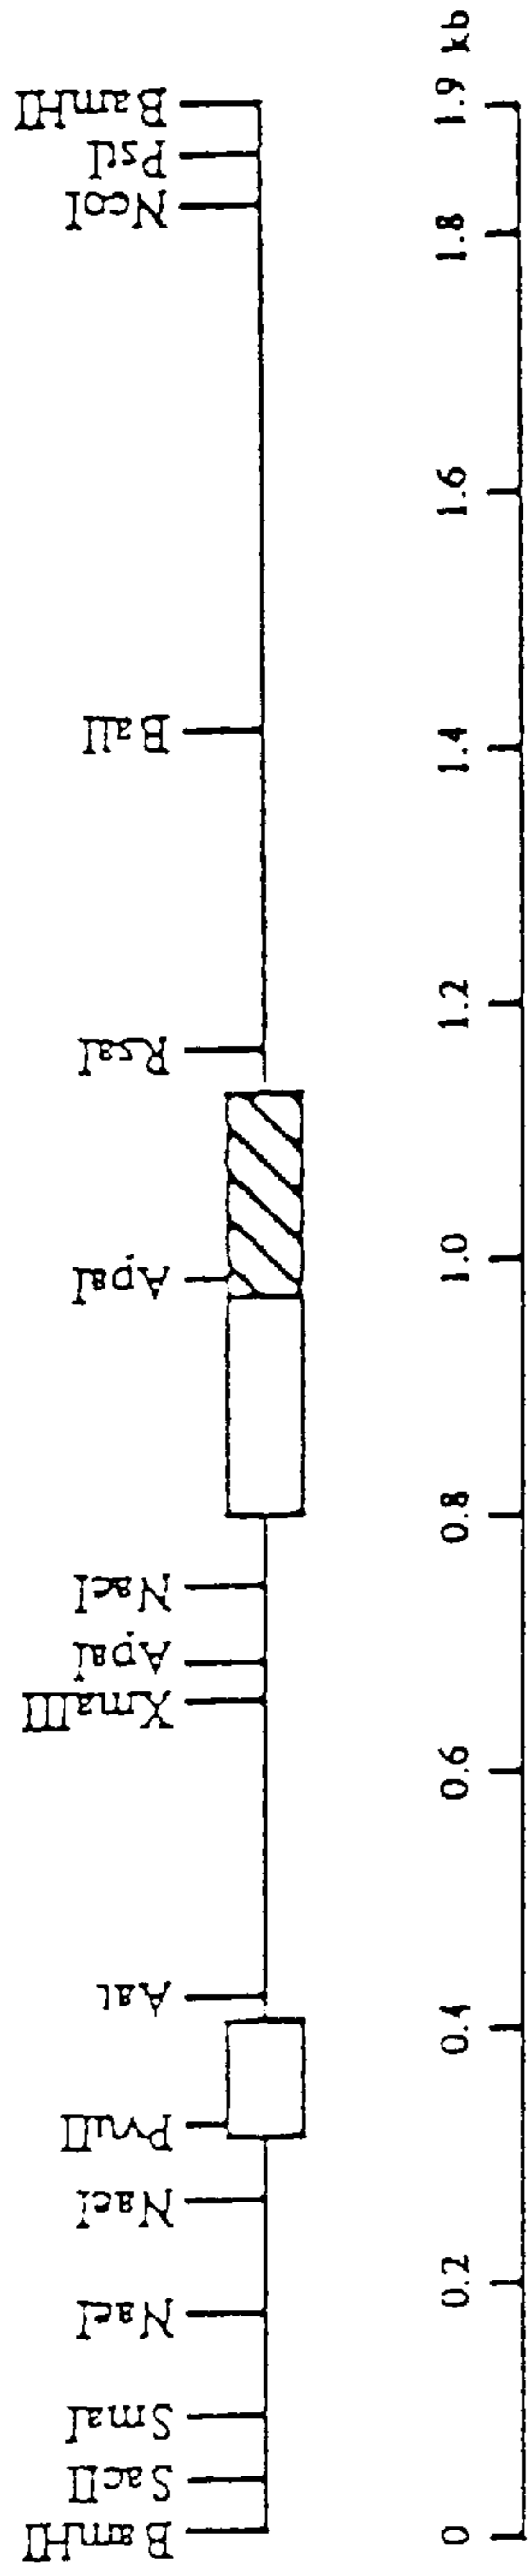 BamHI
PstI
NcoI
BalI
RsaI
ApaI
NaeI
ApaI
XmaIII
Aat
PvuII
NaeI
NaeI
SmaI
SacII
BamHI
1.9 kb
1.8
1.6
1.4
1.2
1.0
0.8
0.6
0.4
0.2
0